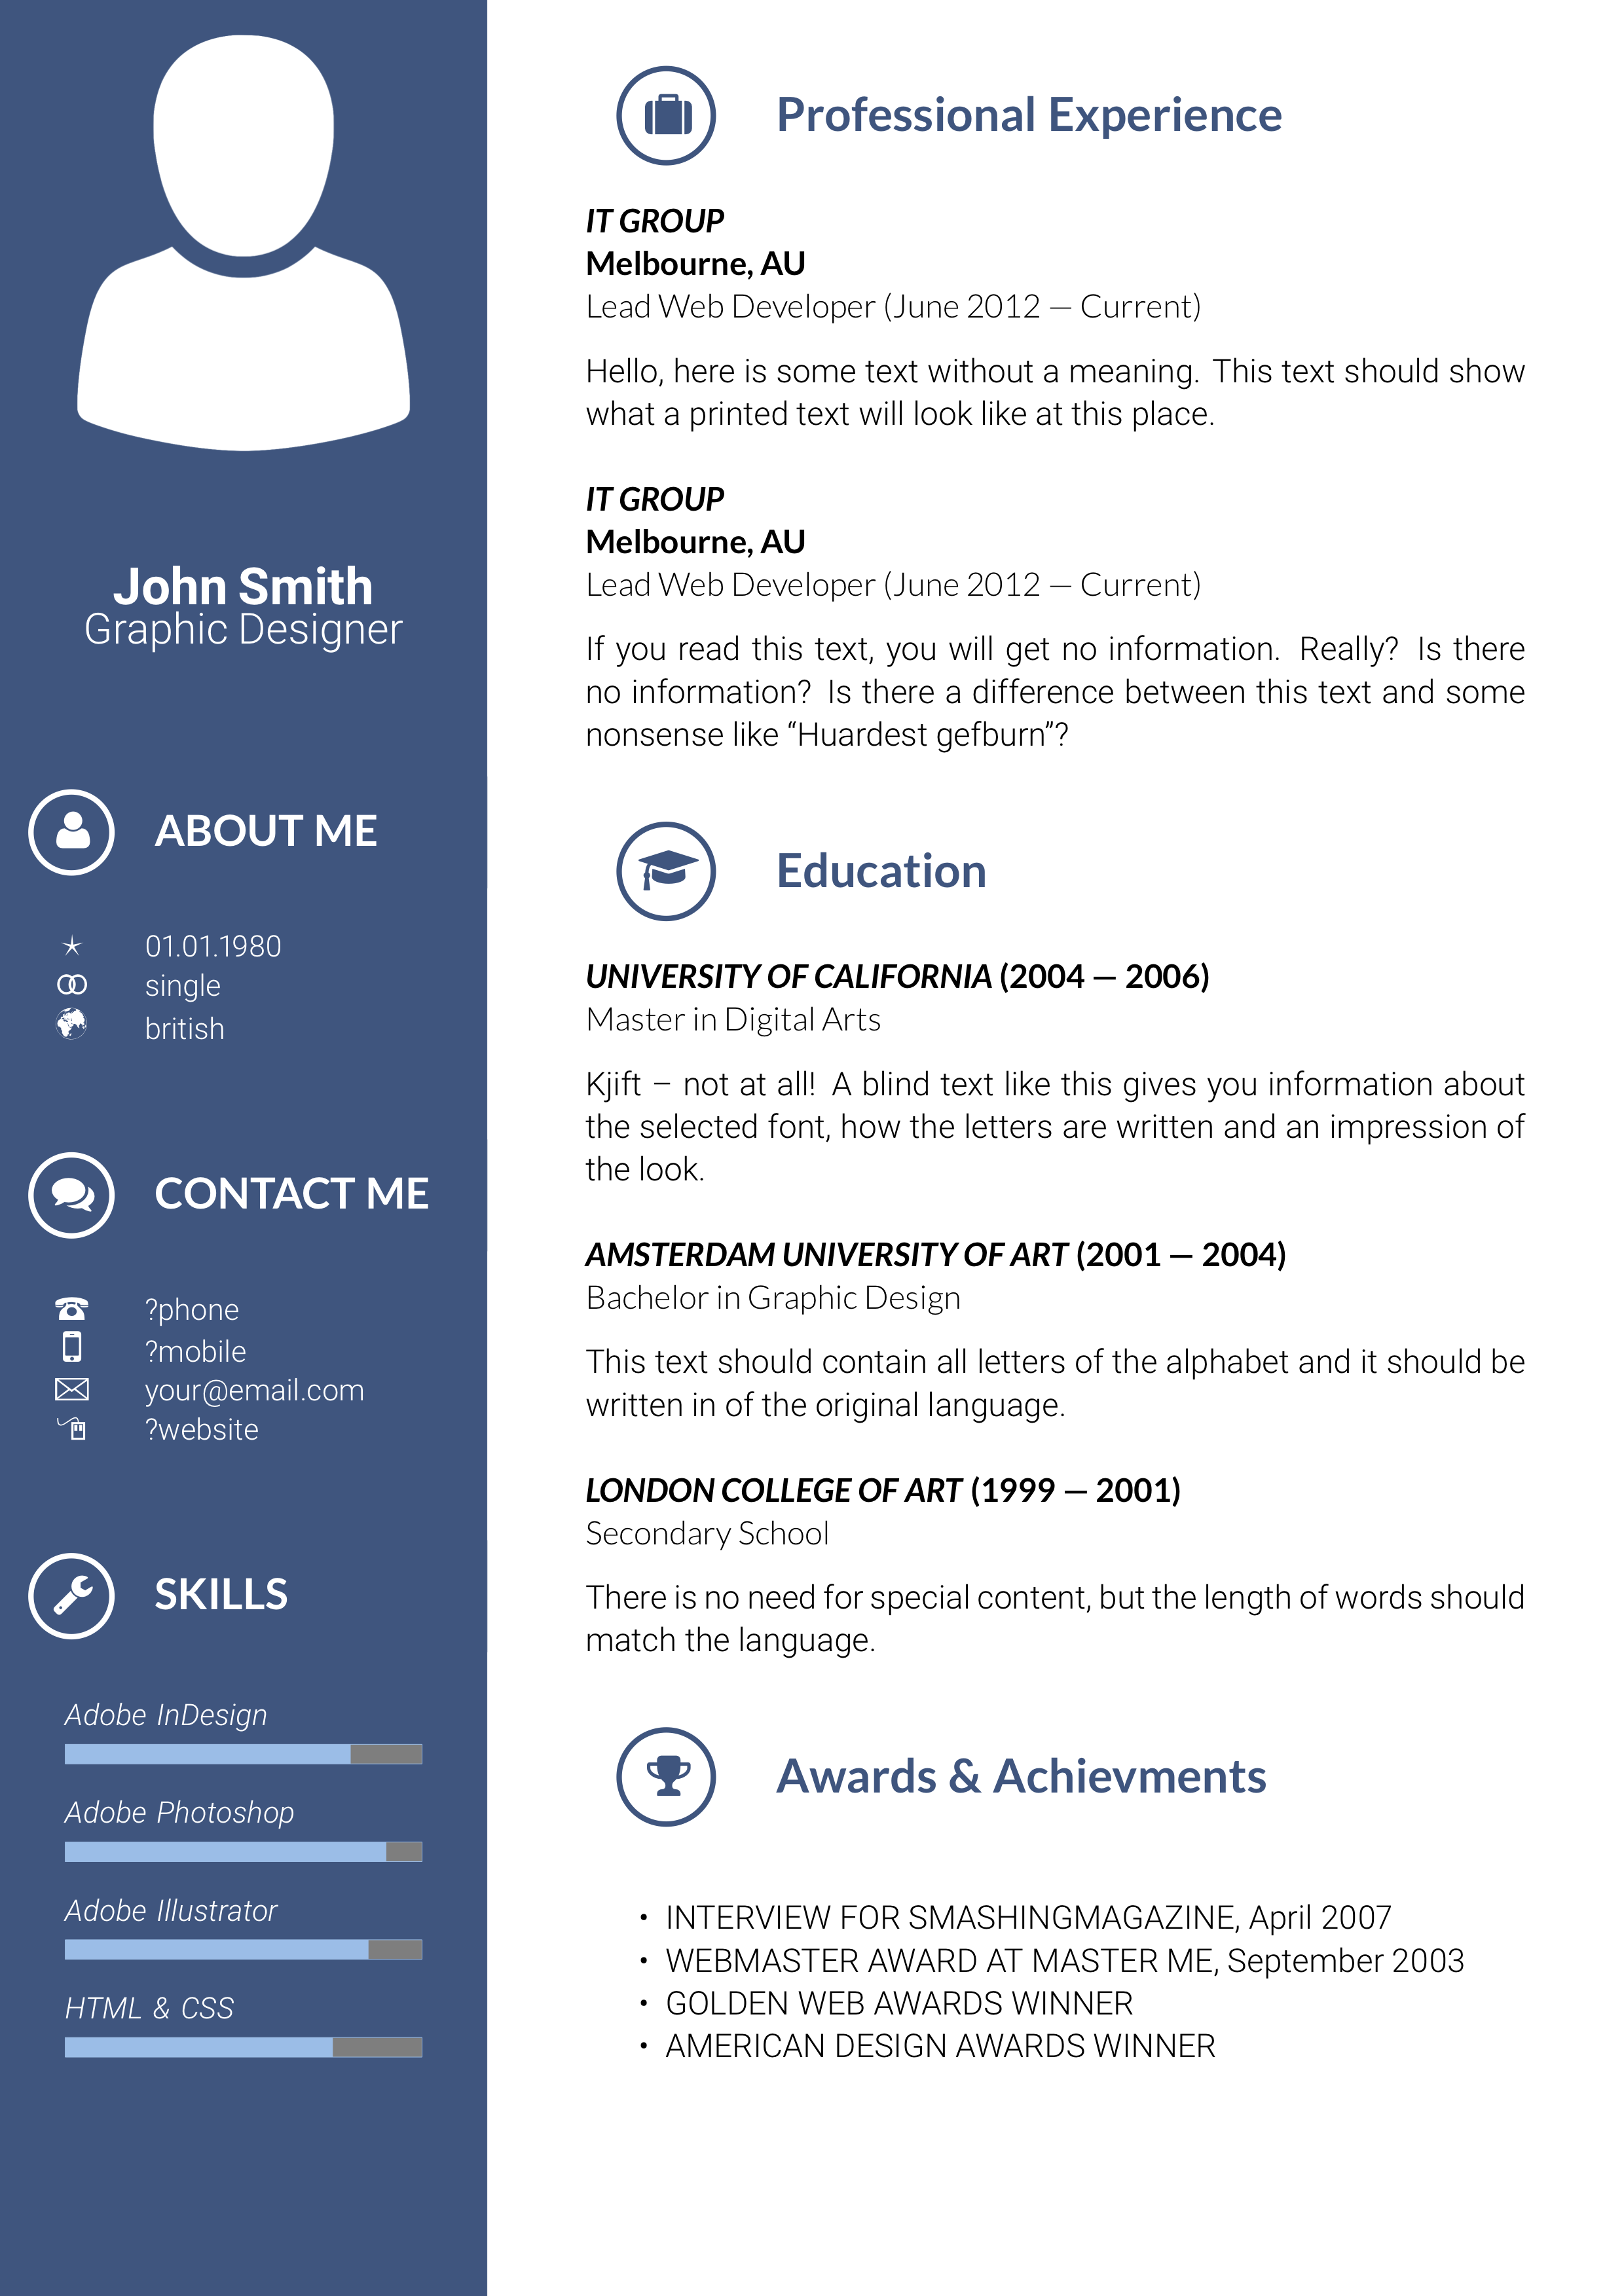 John Smith
Graphic Designer
ABOUT ME
01.01.1980
single
british
CONTACT ME
?phone
?mobile
your@email.com
?website
SKILLS
Adobe InDesign
Adobe Photoshop
Adobe Illustrator
HTML & CSS
Professional Experience
IT GROUP
Melbourne, AU
Lead Web Developer (June 2012 — Current)
Hello, here is some text without a meaning. This text should show
what a printed text will look like at this place.
IT GROUP
Melbourne, AU
Lead Web Developer (June 2012 — Current)
If you read this text, you will get no information. Really? Is there
no information? Is there a difference between this text and some
nonsense like “Huardest gefburn”?
Education
UNIVERSITY OF CALIFORNIA (2004 — 2006)
Master in Digital Arts
Kjift – not at all! A blind text like this gives you information about
the selected font, how the letters are written and an impression of
the look.
AMSTERDAM UNIVERSITY OF ART (2001 — 2004)
Bachelor in Graphic Design
This text should contain all letters of the alphabet and it should be
written in of the original language.
LONDON COLLEGE OF ART (1999 — 2001)
Secondary School
There is no need for special content, but the length of words should
match the language.
Awards & Achievments
• INTERVIEW FOR SMASHINGMAGAZINE, April 2007
• WEBMASTER AWARD AT MASTER ME, September 2003
• GOLDEN WEB AWARDS WINNER
• AMERICAN DESIGN AWARDS WINNER